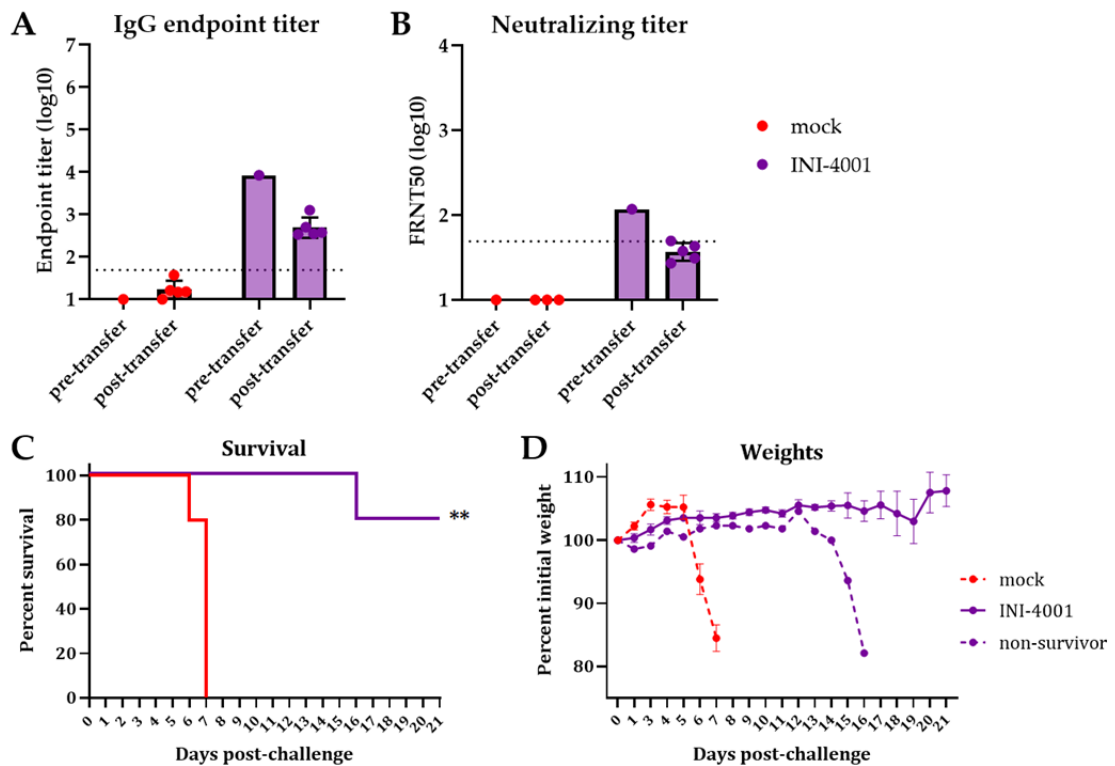 A IgG endpoint titer
7
6
5
4
3
2
1
Endpoint titer (log10)
pre-transfer
post-transfer
pre-transfer
post-transfer
B Neutralizing titer
4
3
2
1
FRNT50 (log10)
pre-transfer
post-transfer
pre-transfer
post-transfer
mock
INI-4001
C Survival
100
80
60
40
20
0
Percent survival
**
0 1 2 3 4 5 6 7 8 9 10 11 12 13 14 15 16 17 18 19 20 21
Days post-challenge
D Weights
110
100
90
80
Percent initial weight
0 1 3 4 5 6 7 8 9 10 11 12 13 14 15 16 17 18 19 20 21
Days post-challenge
mock
INI-4001
non-survivor